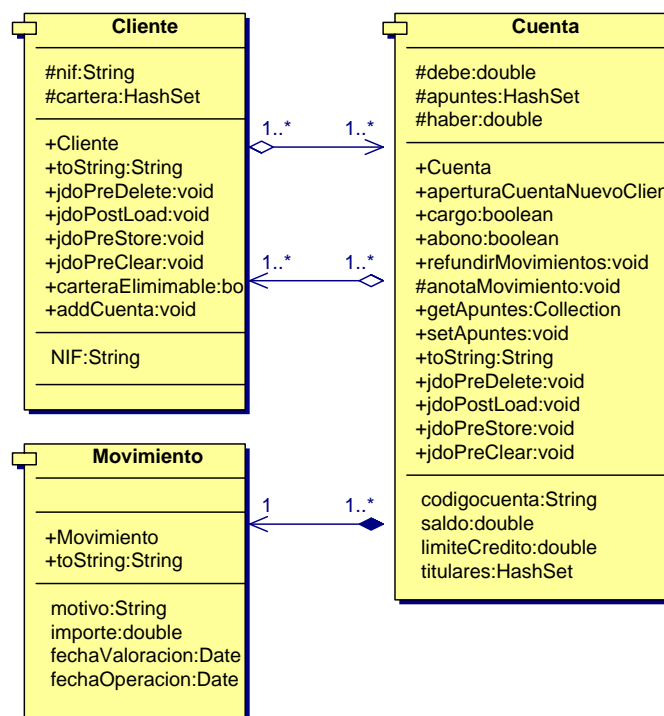 Cliente
#nif:String
#cartera:HashSet
+Cliente
+toString:String
+jdoPreDelete:void
+jdoPostLoad:void
+jdoPreStore:void
+jdoPreClear:void
+carteraElimimable:bo
+addCuenta:void
NIF:String
1..* 1..*
1..* 1..*
Cuenta
#debe:double
#apuntes:HashSet
#haber:double
+Cuenta
+aperturaCuentaNuevoClien
+cargo:boolean
+abono:boolean
+refundirMovimientos:void
#anotaMovimiento:void
+getApuntes:Collection
+setApuntes:void
+toString:String
+jdoPreDelete:void
+jdoPostLoad:void
+jdoPreStore:void
+jdoPreClear:void
codigocuenta:String
saldo:double
limiteCredito:double
titulares:HashSet
Movimiento
+Movimiento
+toString:String
motivo:String
importe:double
fechaValoracion:Date
fechaOperacion:Date
1 1..*